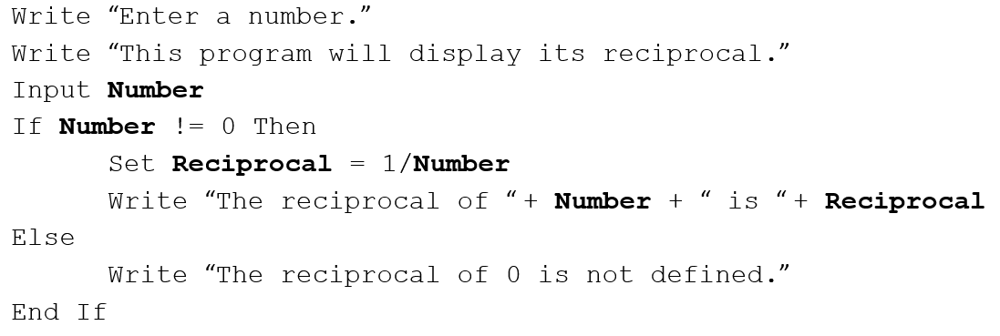 Write “Enter a number.”
Write “This program will display its reciprocal.”
Input Number
If Number != 0 Then
Set Reciprocal = 1/Number
Write “The reciprocal of “+ Number + “ is “+ Reciprocal
Else
Write “The reciprocal of 0 is not defined.”
End If